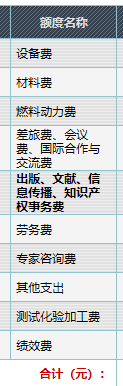 额度名称
设备费
材料费
燃料动力费
差旅费、会议
费、国际合作与
交流费
出版、文献、信
息传播、知识产
权事务费
劳务费
专家咨询费
其他支出
测试化验加工费
绩效费
合计（元）：